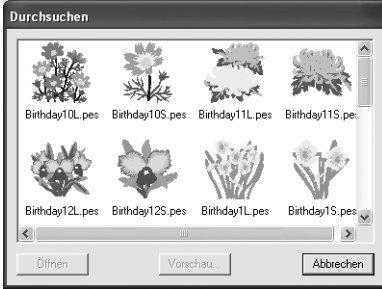 Durchsuchen
Birthday10L.pes Birthday10S.pes Birthday11L.pes Birthday11S.pe
Birthday12L.pes Birthday12S.pes Birthday1L.pes Birthday1S.pes
Öffnen Vorschau... Abbrechen